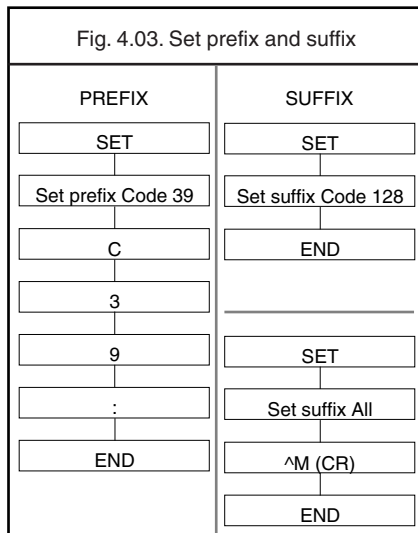 Fig. 4.03. Set prefix and suffix
PREFIX
SET
Set prefix Code 39
C
3
9
:
END
SUFFIX
SET
Set suffix Code 128
END
SET
Set suffix All
^M (CR)
END